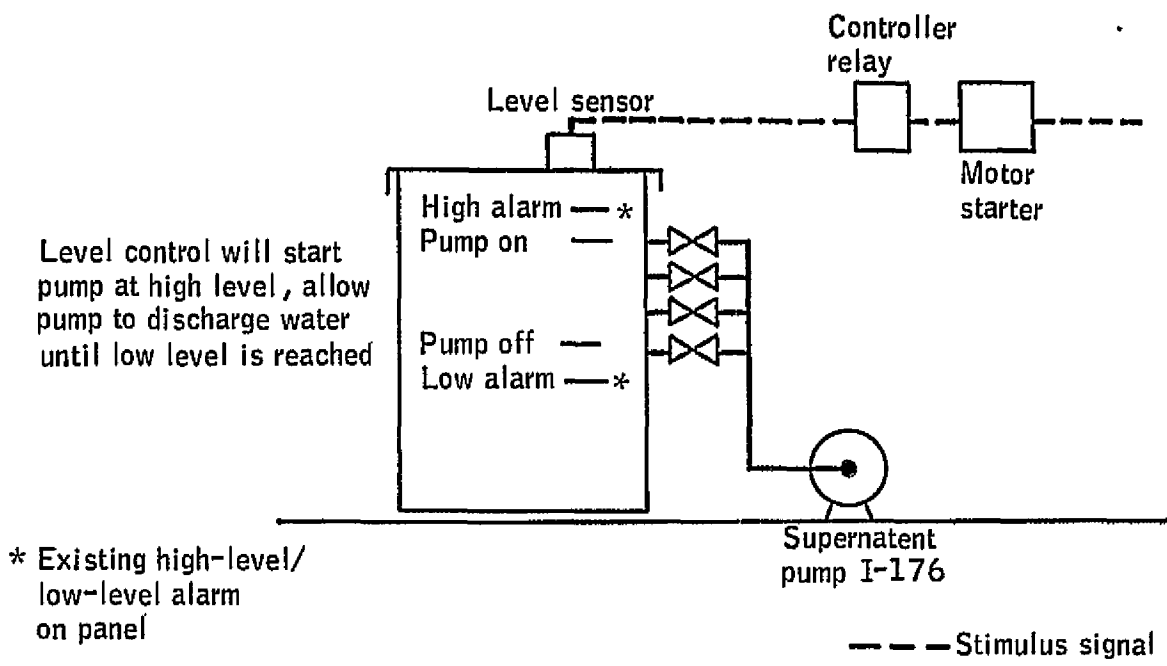 Controller
relay
Level sensor
Motor
starter
High alarm — *
Pump on —
Level control will start
pump at high level, allow
pump to discharge water
until low level is reached
Pump off —
Low alarm — *
Supernatent
pump I-176
* Existing high-level/
low-level alarm
on panel
Stimulus signal